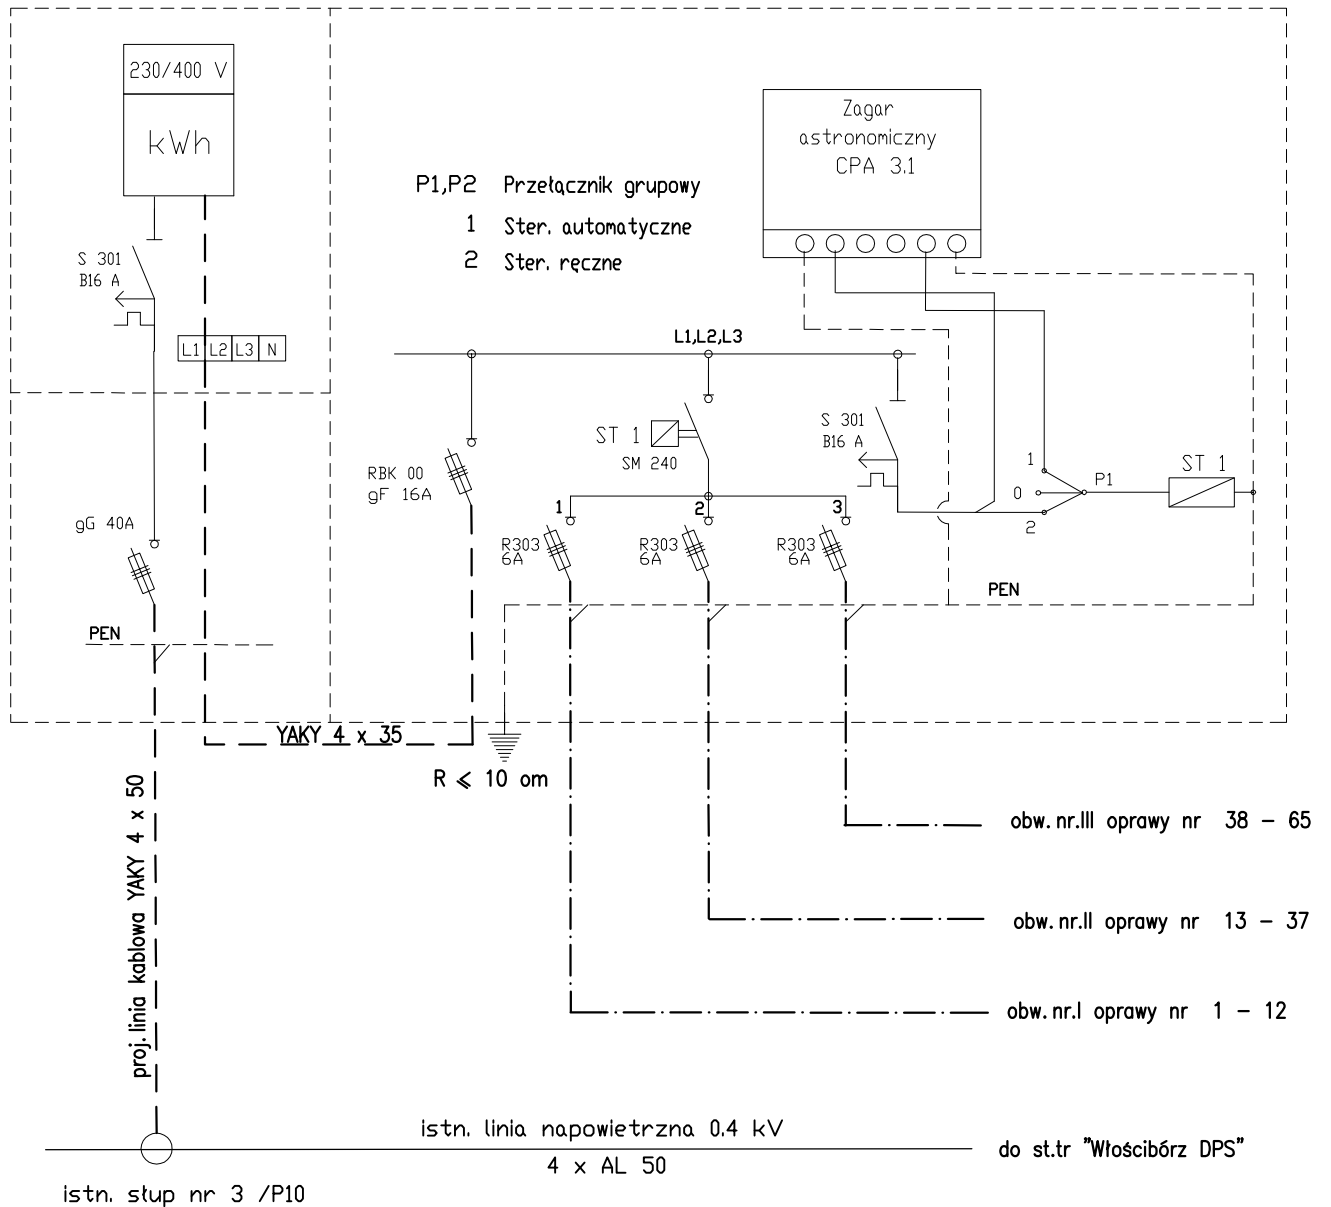 230/400 V
kWh
S 301
B16 A
L1 L2 L3 N
gG 40A
PEN
P1,P2 Przełącznik grupowy
1 Ster. automatyczne
2 Ster. ręczne
Zagar
astronomiczny
CPA 3.1
L1,L2,L3
RBK 00
gF 16A
ST 1
SM 240
S 301
B16 A
1
0
2
P1
ST 1
1
2
3
R303
6A
R303
6A
R303
6A
PEN
YAKY 4 x 35
R ⩽ 10 om
proj. linia kablowa YAKY 4 x 50
obw. nr.III oprawy nr 38 – 65
obw. nr.II oprawy nr 13 – 37
obw. nr.I oprawy nr 1 – 12
istn. linia napowietrzna 0.4 kV
4 x AL 50
do st.tr "Włościbórz DPS"
istn. słup nr 3 /P10